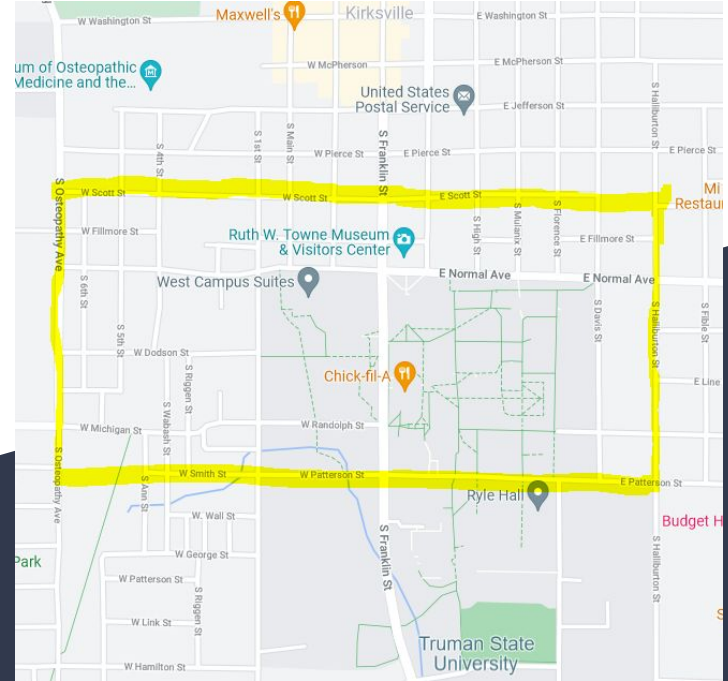 W Washington St
Maxwell's
Kirksville
E Washington St
um of Osteopathic
Medicine and the...
W McPherson
E McPherson St
United States
Postal Service
E Jefferson St
S Halliburton St
S 4th St
S 1st St
S Main St
S Franklin St
W Pierce St
E Pierce St
E Pierce St
Mi
Restaur
S Osteopathy Ave
W Scott St
W Scott St
E Scott St
S High St
S Mulanix St
S Florence St
W Fillmore St
Ruth W. Towne Museum
& Visitors Center
E Fillmore St
West Campus Suites
E Normal Ave
E Normal Ave
S 6th St
S 5th St
S Davis St
S Halliburton St
S Fible St
W Dodson St
S Riggen St
Chick-fil-A
E Line
S Wabash St
W Michigan St
W Randolph St
S Osteopathy Ave
W Smith St
W Patterson St
E Patterson St
S Ann St
Ryle Hall
W. Wall St
Budget H
S Franklin St
S Halliburton St
Park
W George St
W Patterson St
S Riggen St
W Link St
Truman State
University
W Hamilton St